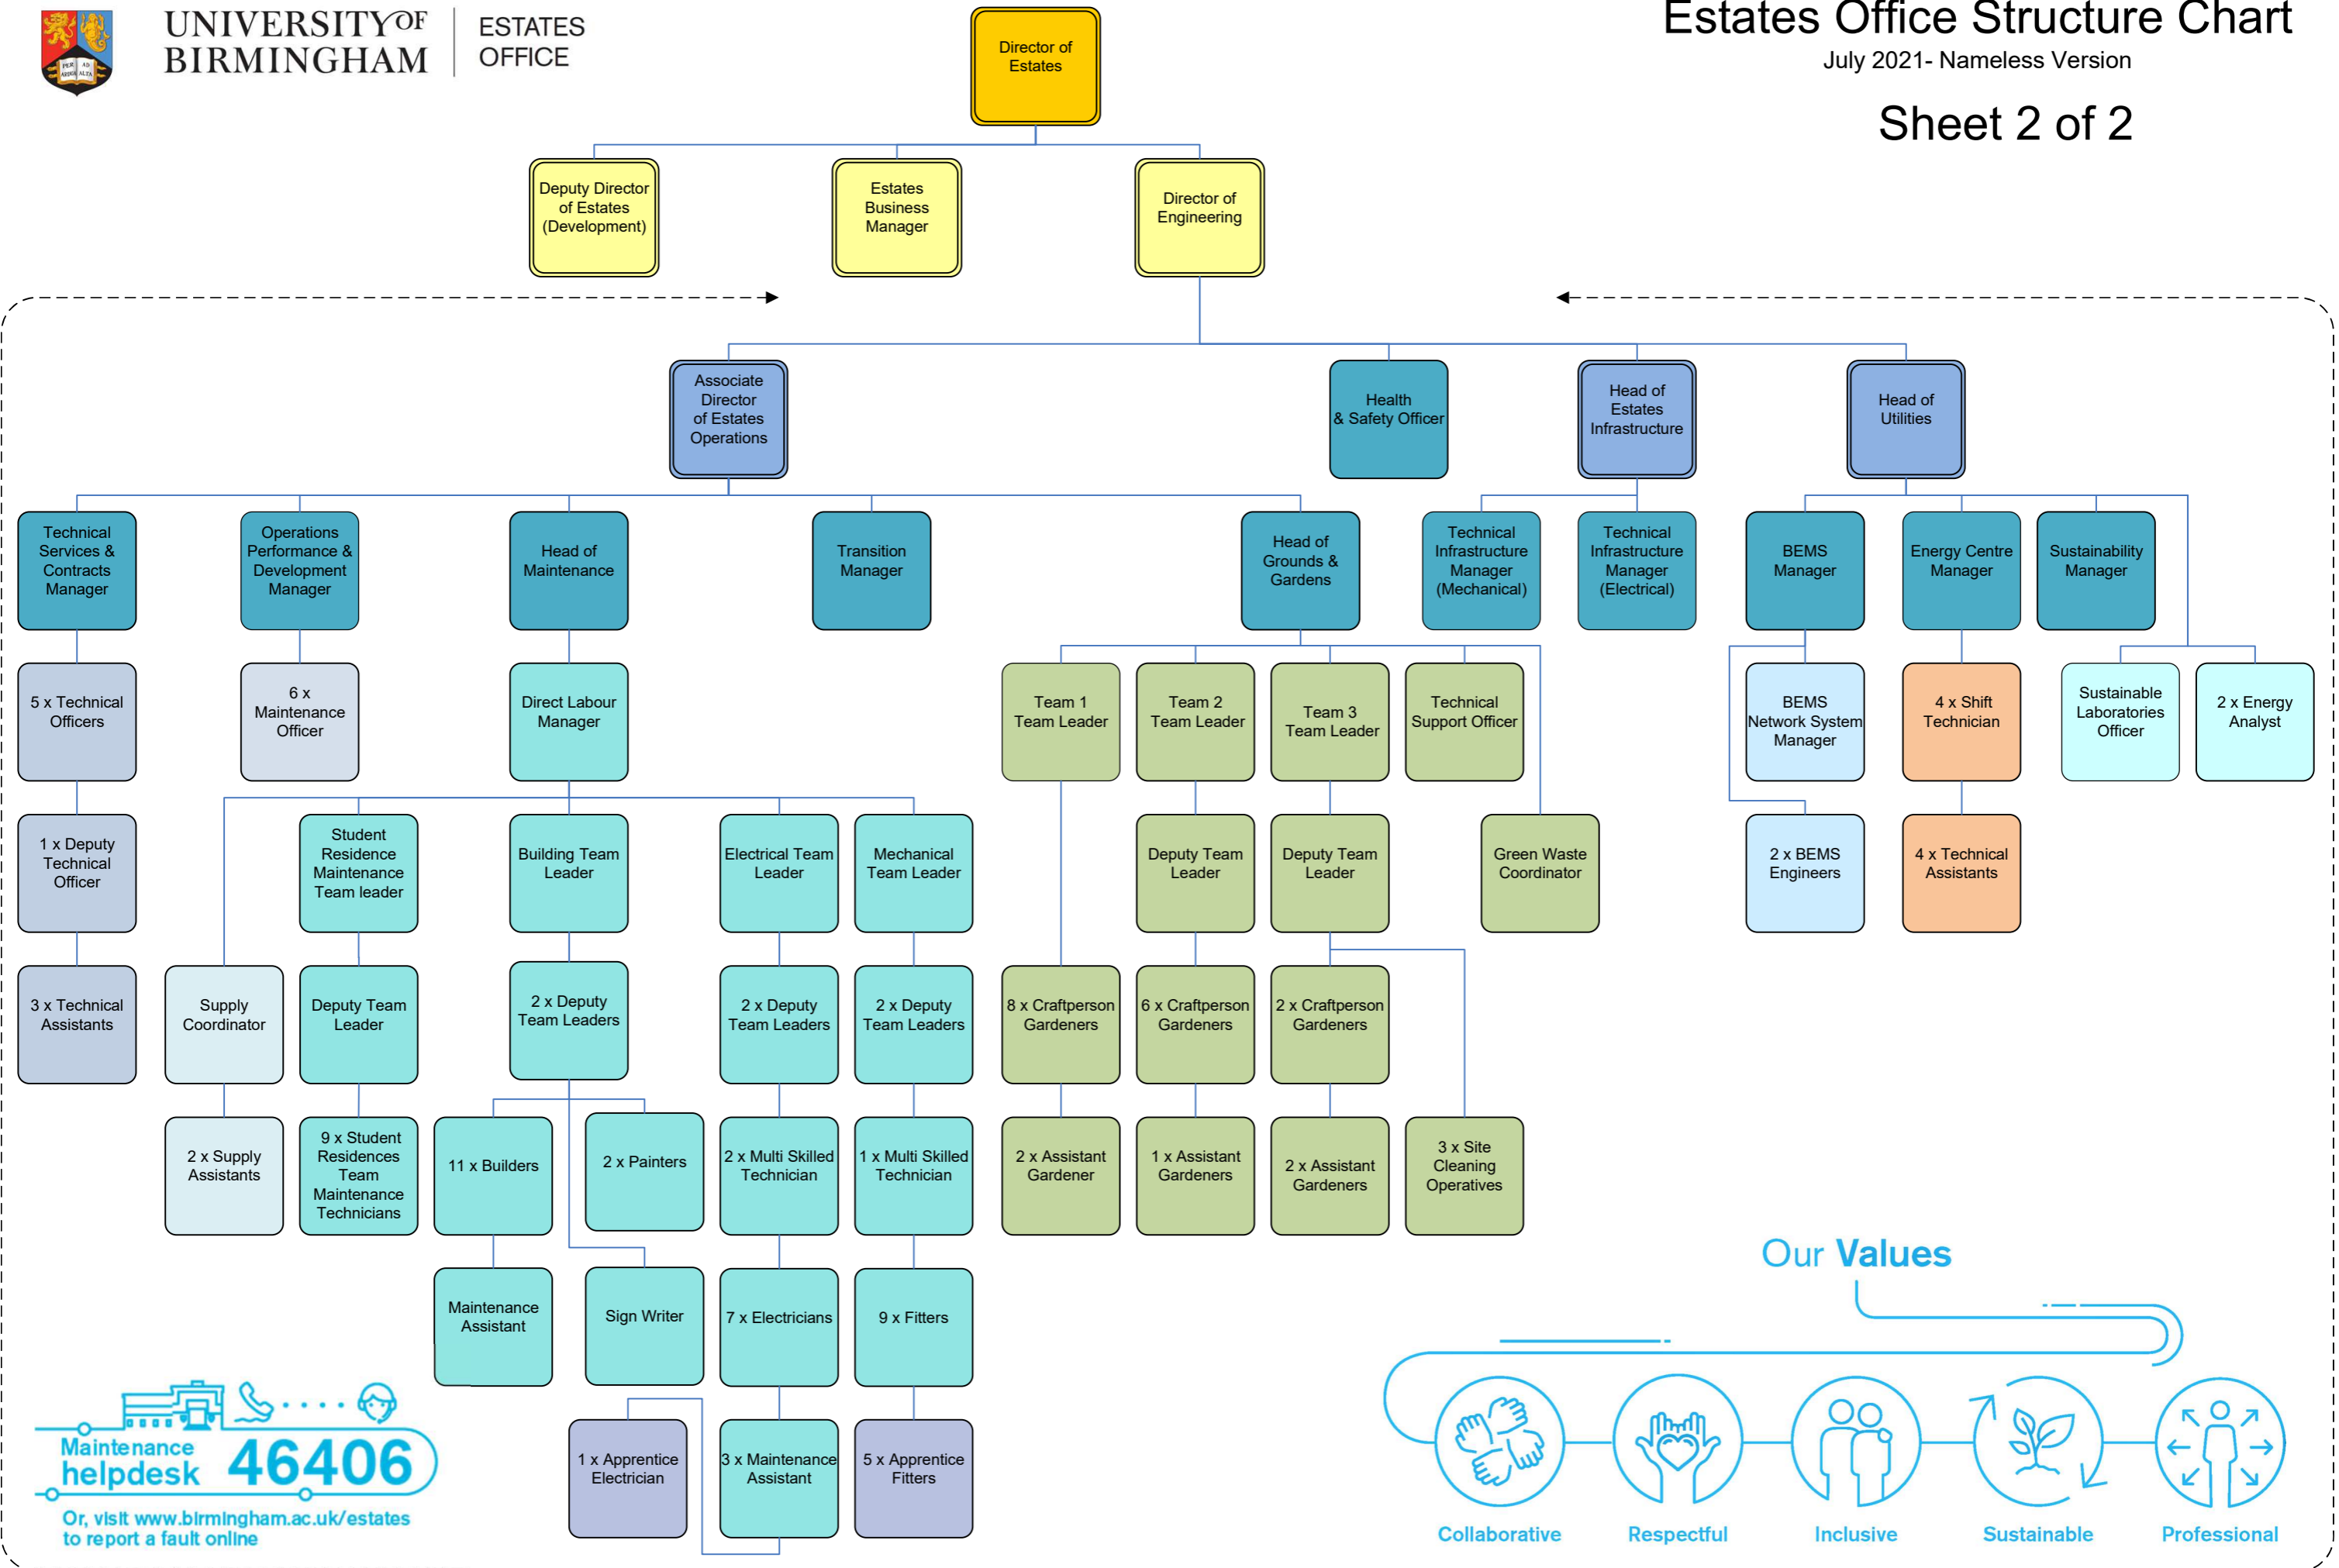 UNIVERSITY OF
BIRMINGHAM
ESTATES
OFFICE
PER AD
ARDUA ALTA
Estates Office Structure Chart
July 2021- Nameless Version
Sheet 2 of 2
Director of
Estates
Deputy Director
of Estates
(Development)
Estates
Business
Manager
Director of
Engineering
Associate
Director
of Estates
Operations
Health
& Safety Officer
Head of
Estates
Infrastructure
Head of
Utilities
Technical
Services &
Contracts
Manager
Operations
Performance &
Development
Manager
Head of
Maintenance
Transition
Manager
Head of
Grounds &
Gardens
Technical
Infrastructure
Manager
(Mechanical)
Technical
Infrastructure
Manager
(Electrical)
BEMS
Manager
Energy Centre
Manager
Sustainability
Manager
5 x Technical
Officers
6 x
Maintenance
Officer
Direct Labour
Manager
Team 1
Team Leader
Team 2
Team Leader
Team 3
Team Leader
Technical
Support Officer
BEMS
Network System
Manager
4 x Shift
Technician
Sustainable
Laboratories
Officer
2 x Energy
Analyst
1 x Deputy
Technical
Officer
Student
Residence
Maintenance
Team leader
Building Team
Leader
Electrical Team
Leader
Mechanical
Team Leader
Deputy Team
Leader
Deputy Team
Leader
Green Waste
Coordinator
2 x BEMS
Engineers
4 x Technical
Assistants
3 x Technical
Assistants
Supply
Coordinator
Deputy Team
Leader
2 x Deputy
Team Leaders
2 x Deputy
Team Leaders
2 x Deputy
Team Leaders
8 x Craftperson
Gardeners
6 x Craftperson
Gardeners
2 x Craftperson
Gardeners
2 x Supply
Assistants
9 x Student
Residences
Team
Maintenance
Technicians
11 x Builders
2 x Painters
2 x Multi Skilled
Technician
1 x Multi Skilled
Technician
2 x Assistant
Gardener
1 x Assistant
Gardeners
2 x Assistant
Gardeners
3 x Site
Cleaning
Operatives
Maintenance
Assistant
Sign Writer
7 x Electricians
9 x Fitters
1 x Apprentice
Electrician
3 x Maintenance
Assistant
5 x Apprentice
Fitters
Maintenance
helpdesk 46406
Or, visit www.birmingham.ac.uk/estates
to report a fault online
Our Values
Collaborative
Respectful
Inclusive
Sustainable
Professional